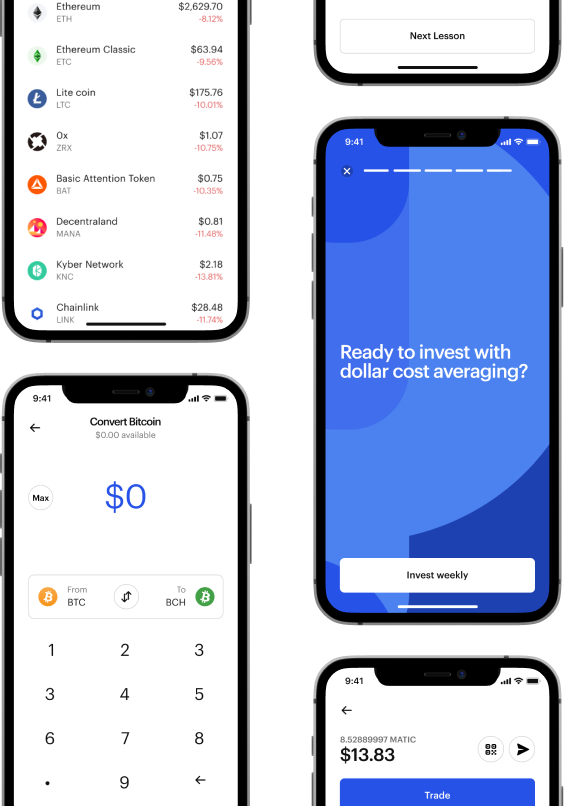 Ethereum $2,629.70
ETH -8.12%
Ethereum Classic $63.94
ETC -9.56%
Lite coin $175.76
LTC -10.01%
0x $1.07
ZRX -10.75%
Basic Attention Token $0.75
BAT -10.35%
Decentraland $0.81
MANA -11.48%
Kyber Network $2.18
KNC -13.81%
Chainlink $28.48
LINK -11.74%
9:41
Convert Bitcoin
$0.00 available
Max
$0
From
BTC
To
BCH
1 2 3
3 4 5
6 7 8
. 9
Next Lesson
9:41
Ready to invest with
dollar cost averaging?
Invest weekly
9:41
8.52889997 MATIC
$13.83
Trade